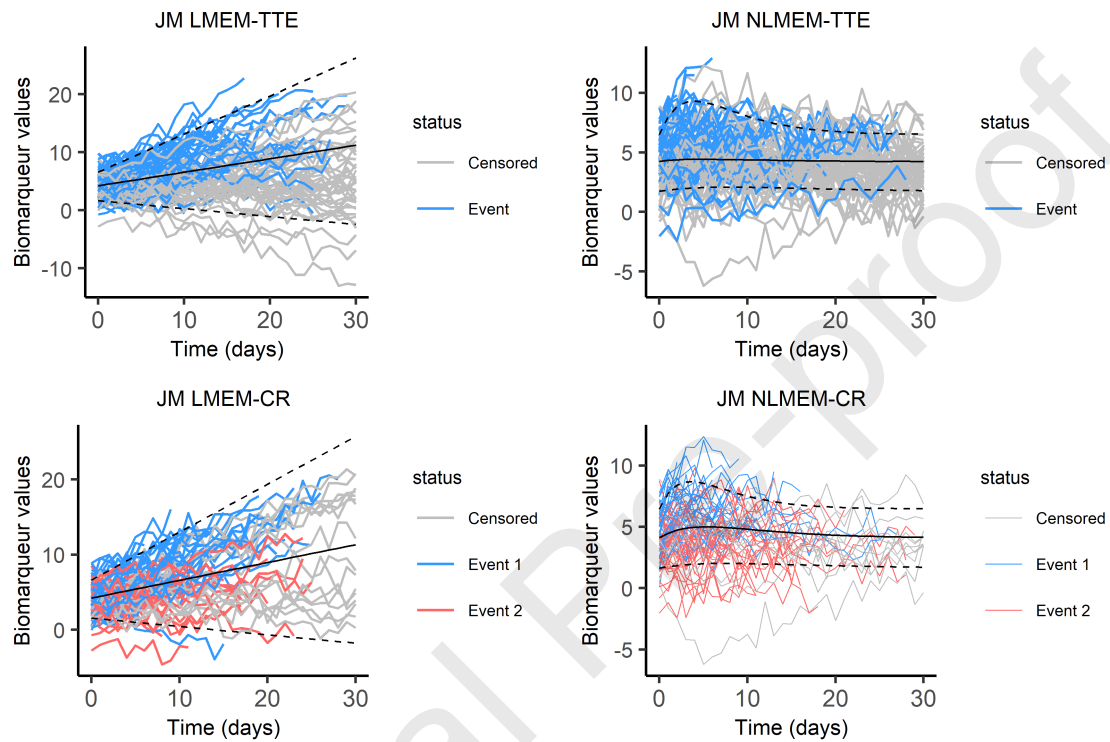 JM LMEM-TTE
Biomarqueur values
20
10
0
-10
0 10 20 30
Time (days)
status
Censored
Event
JM NLMEM-TTE
Biomarqueur values
10
5
0
-5
0 10 20 30
Time (days)
status
Censored
Event
JM LMEM-CR
Biomarqueur values
20
10
0
0 10 20 30
Time (days)
status
Censored
Event 1
Event 2
JM NLMEM-CR
Biomarqueur values
10
5
0
-5
0 10 20 30
Time (days)
status
Censored
Event 1
Event 2
al Pre-proof